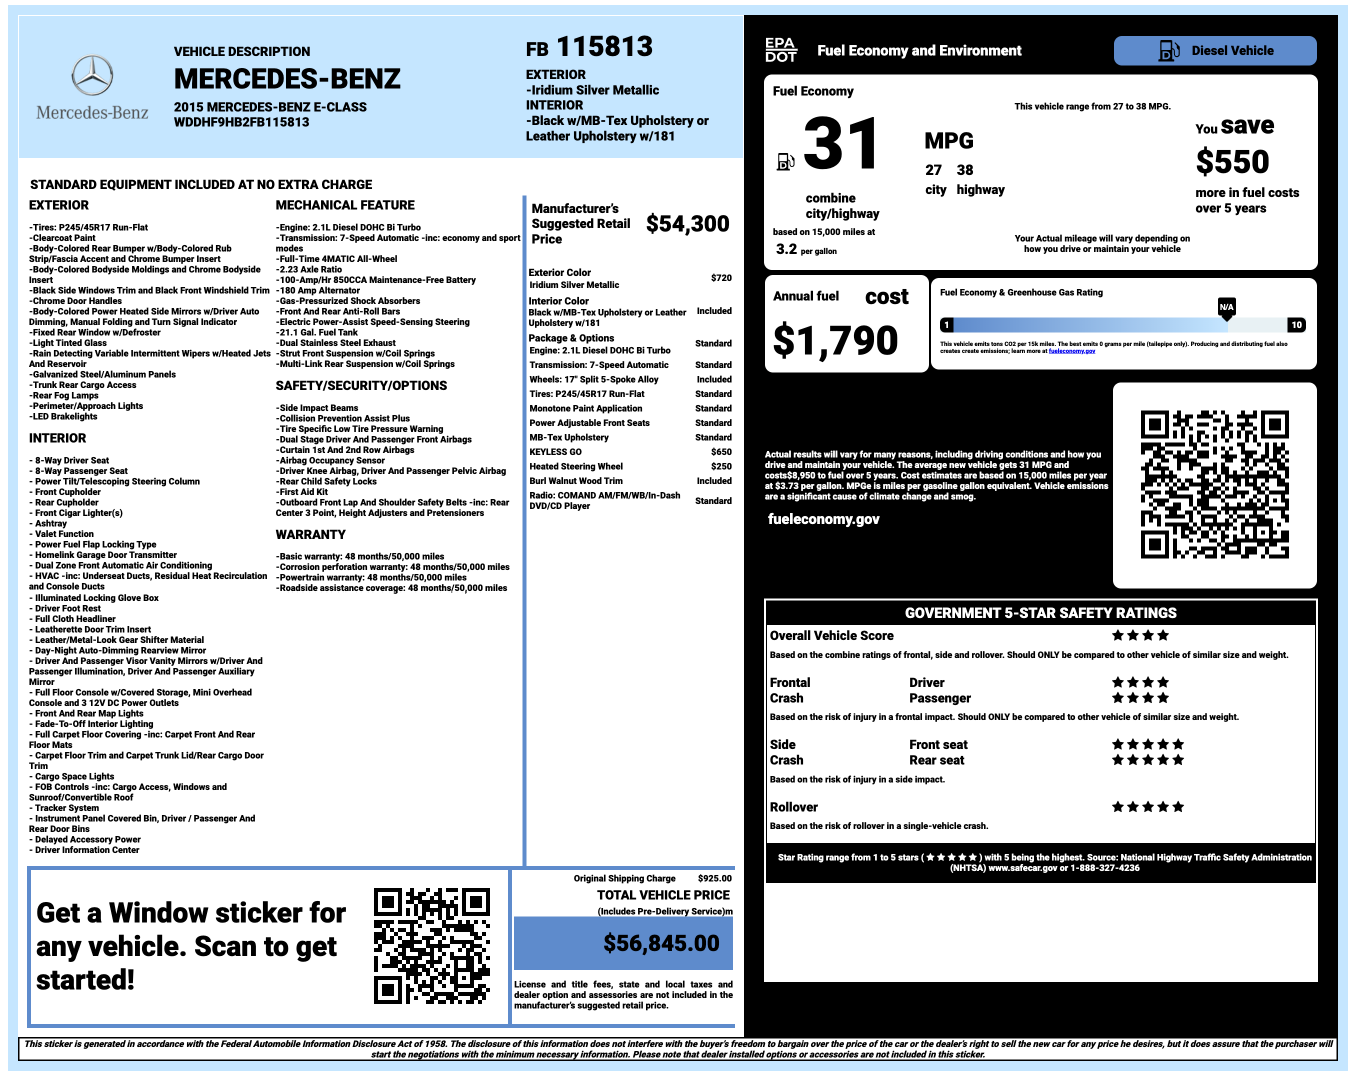 Mercedes-Benz
VEHICLE DESCRIPTION
MERCEDES-BENZ
2015 MERCEDES-BENZ E-CLASS
WDDHF9HB2FB115813
FB 115813
EXTERIOR
-Iridium Silver Metallic
INTERIOR
-Black w/MB-Tex Upholstery or
Leather Upholstery w/181
STANDARD EQUIPMENT INCLUDED AT NO EXTRA CHARGE
EXTERIOR
-Tires: P245/45R17 Run-Flat
-Clearcoat Paint
-Body-Colored Rear Bumper w/Body-Colored Rub
Strip/Fascia Accent and Chrome Bumper Insert
-Body-Colored Bodyside Moldings and Chrome Bodyside
Insert
-Black Side Windows Trim and Black Front Windshield Trim
-Chrome Door Handles
-Body-Colored Power Heated Side Mirrors w/Driver Auto
Dimming, Manual Folding and Turn Signal Indicator
-Fixed Rear Window w/Defroster
-Light Tinted Glass
-Rain Detecting Variable Intermittent Wipers w/Heated Jets
And Reservoir
-Galvanized Steel/Aluminum Panels
-Trunk Rear Cargo Access
-Rear Fog Lamps
-Perimeter/Approach Lights
-LED Brakelights
INTERIOR
- 8-Way Driver Seat
- 8-Way Passenger Seat
- Power Tilt/Telescoping Steering Column
- Front Cupholder
- Rear Cupholder
- Front Cigar Lighter(s)
- Ashtray
- Valet Function
- Power Fuel Flap Locking Type
- Homelink Garage Door Transmitter
- Dual Zone Front Automatic Air Conditioning
- HVAC -inc: Underseat Ducts, Residual Heat Recirculation
and Console Ducts
- Illuminated Locking Glove Box
- Driver Foot Rest
- Full Cloth Headliner
- Leatherette Door Trim Insert
- Leather/Metal-Look Gear Shifter Material
- Day-Night Auto-Dimming Rearview Mirror
- Driver And Passenger Visor Vanity Mirrors w/Driver And
Passenger Illumination, Driver And Passenger Auxiliary
Mirror
- Full Floor Console w/Covered Storage, Mini Overhead
Console and 3 12V DC Power Outlets
- Front And Rear Map Lights
- Fade-To-Off Interior Lighting
- Full Carpet Floor Covering -inc: Carpet Front And Rear
Floor Mats
- Carpet Floor Trim and Carpet Trunk Lid/Rear Cargo Door
Trim
- Cargo Space Lights
- FOB Controls -inc: Cargo Access, Windows and
Sunroof/Convertible Roof
- Tracker System
- Instrument Panel Covered Bin, Driver / Passenger And
Rear Door Bins
- Delayed Accessory Power
- Driver Information Center
MECHANICAL FEATURE
-Engine: 2.1L Diesel DOHC Bi Turbo
-Transmission: 7-Speed Automatic -inc: economy and sport
modes
-Full-Time 4MATIC All-Wheel
-2.23 Axle Ratio
-100-Amp/Hr 850CCA Maintenance-Free Battery
-180 Amp Alternator
-Gas-Pressurized Shock Absorbers
-Front And Rear Anti-Roll Bars
-Electric Power-Assist Speed-Sensing Steering
-21.1 Gal. Fuel Tank
-Dual Stainless Steel Exhaust
-Strut Front Suspension w/Coil Springs
-Multi-Link Rear Suspension w/Coil Springs
SAFETY/SECURITY/OPTIONS
-Side Impact Beams
-Collision Prevention Assist Plus
-Tire Specific Low Tire Pressure Warning
-Dual Stage Driver And Passenger Front Airbags
-Curtain 1st And 2nd Row Airbags
-Airbag Occupancy Sensor
-Driver Knee Airbag, Driver And Passenger Pelvic Airbag
-Rear Child Safety Locks
-First Aid Kit
-Outboard Front Lap And Shoulder Safety Belts -inc: Rear
Center 3 Point, Height Adjusters and Pretensioners
WARRANTY
-Basic warranty: 48 months/50,000 miles
-Corrosion perforation warranty: 48 months/50,000 miles
-Powertrain warranty: 48 months/50,000 miles
-Roadside assistance coverage: 48 months/50,000 miles
Manufacturer's
Suggested Retail
Price
$54,300
Exterior Color
Iridium Silver Metallic $720
Interior Color
Black w/MB-Tex Upholstery or Leather
Upholstery w/181 Included
Package & Options
Engine: 2.1L Diesel DOHC Bi Turbo Standard
Transmission: 7-Speed Automatic Standard
Wheels: 17" Split 5-Spoke Alloy Included
Tires: P245/45R17 Run-Flat Standard
Monotone Paint Application Standard
Power Adjustable Front Seats Standard
MB-Tex Upholstery Standard
KEYLESS GO $650
Heated Steering Wheel $250
Burl Walnut Wood Trim Included
Radio: COMAND AM/FM/WB/In-Dash
DVD/CD Player Standard
Get a Window sticker for
any vehicle. Scan to get
started!
Original Shipping Charge $925.00
TOTAL VEHICLE PRICE
(Includes Pre-Delivery Service)m
$56,845.00
License and title fees, state and local taxes and
dealer option and assessories are not included in the
manufacturer's suggested retail price.
EPA
DOT
Fuel Economy and Environment
D
Diesel Vehicle
Fuel Economy
This vehicle range from 27 to 38 MPG.
D
31
MPG
27 38
city highway
combine
city/highway
based on 15,000 miles at
3.2 per gallon
You save
$550
more in fuel costs
over 5 years
Your Actual mileage will vary depending on
how you drive or maintain your vehicle
Annual fuel cost
$1,790
Fuel Economy & Greenhouse Gas Rating
N/A
1 10
This vehicle emits tons CO2 per 15k miles. The best emits 0 grams per mile (tailepipe only). Producing and distributing fuel also
creates create emissions; learn more at fueleconomy.gov
Actual results will vary for many reasons, including driving conditions and how you
drive and maintain your vehicle. The average new vehicle gets 31 MPG and
costs$8,950 to fuel over 5 years. Cost estimates are based on 15,000 miles per year
at $3.73 per gallon. MPGe is miles per gasoline gallon equivalent. Vehicle emissions
are a significant cause of climate change and smog.
fueleconomy.gov
GOVERNMENT 5-STAR SAFETY RATINGS
Overall Vehicle Score ★★★★
Based on the combine ratings of frontal, side and rollover. Should ONLY be compared to other vehicle of similar size and weight.
Frontal Driver ★★★★
Crash Passenger ★★★★
Based on the risk of injury in a frontal impact. Should ONLY be compared to other vehicle of similar size and weight.
Side Front seat ★★★★★
Crash Rear seat ★★★★★
Based on the risk of injury in a side impact.
Rollover ★★★★★
Based on the risk of rollover in a single-vehicle crash.
Star Rating range from 1 to 5 stars (★★★★★) with 5 being the highest. Source: National Highway Traffic Safety Administration
(NHTSA) www.safecar.gov or 1-888-327-4236
This sticker is generated in accordance with the Federal Automobile Information Disclosure Act of 1958. The disclosure of this information does not interfere with the buyer's freedom to bargain over the price of the car or the dealer's right to sell the new car for any price he desires, but it does assure that the purchaser will
start the negotiations with the minimum necessary information. Please note that dealer installed options or accessories are not included in this sticker.